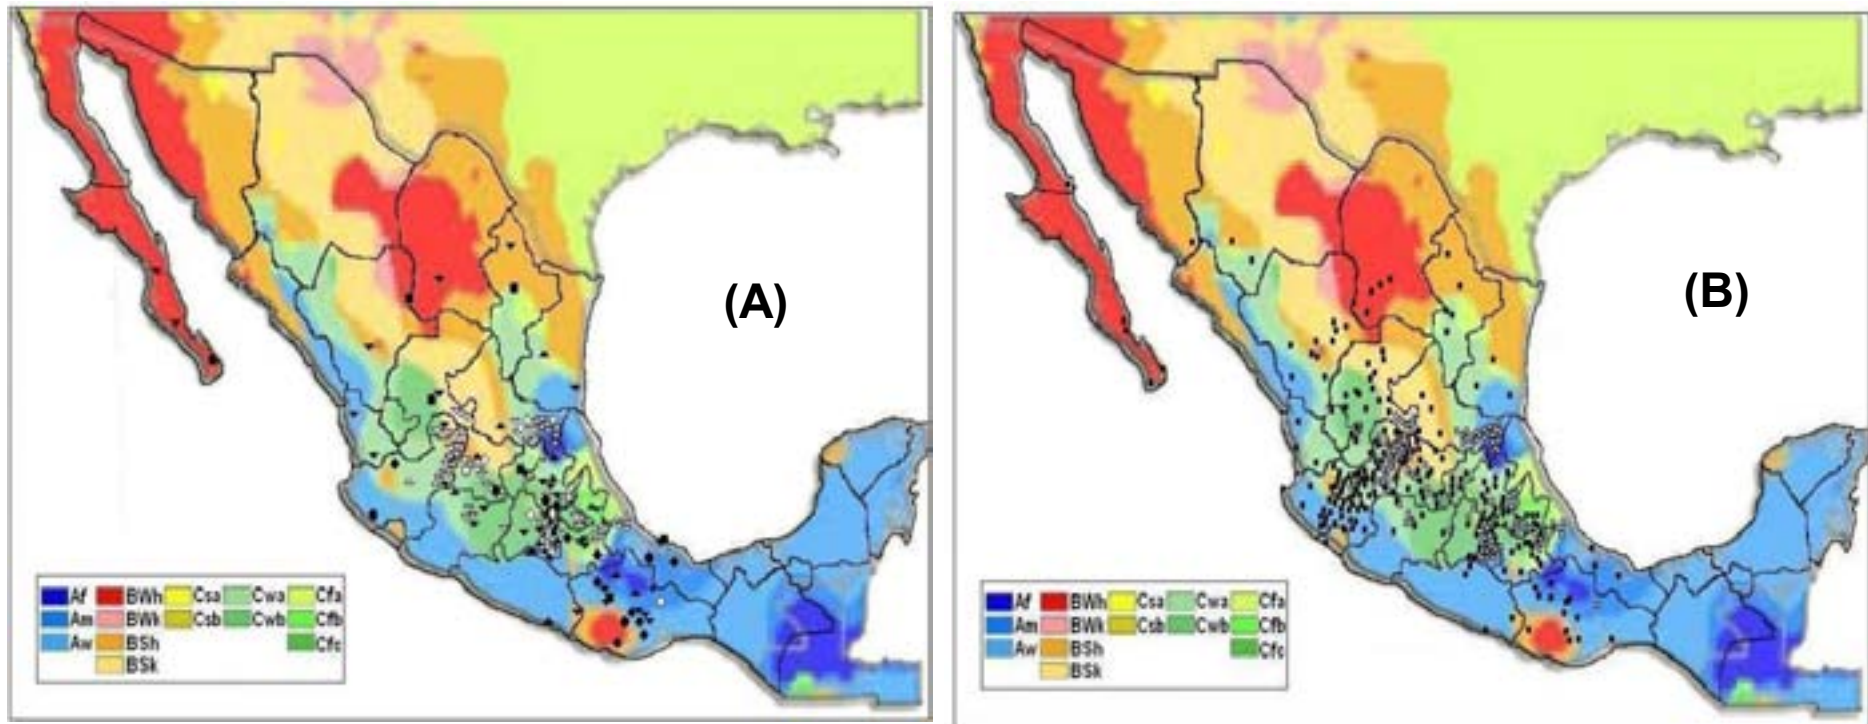 (A)
(B)
Af BWh Csa Cwa Cfa
Am BWk Csb Cwb Cfb
Aw BSh Cfc
BSk
Af BWh Csa Cwa Cfa
Am BWk Csb Cwb Cfb
Aw BSh Cfc
BSk